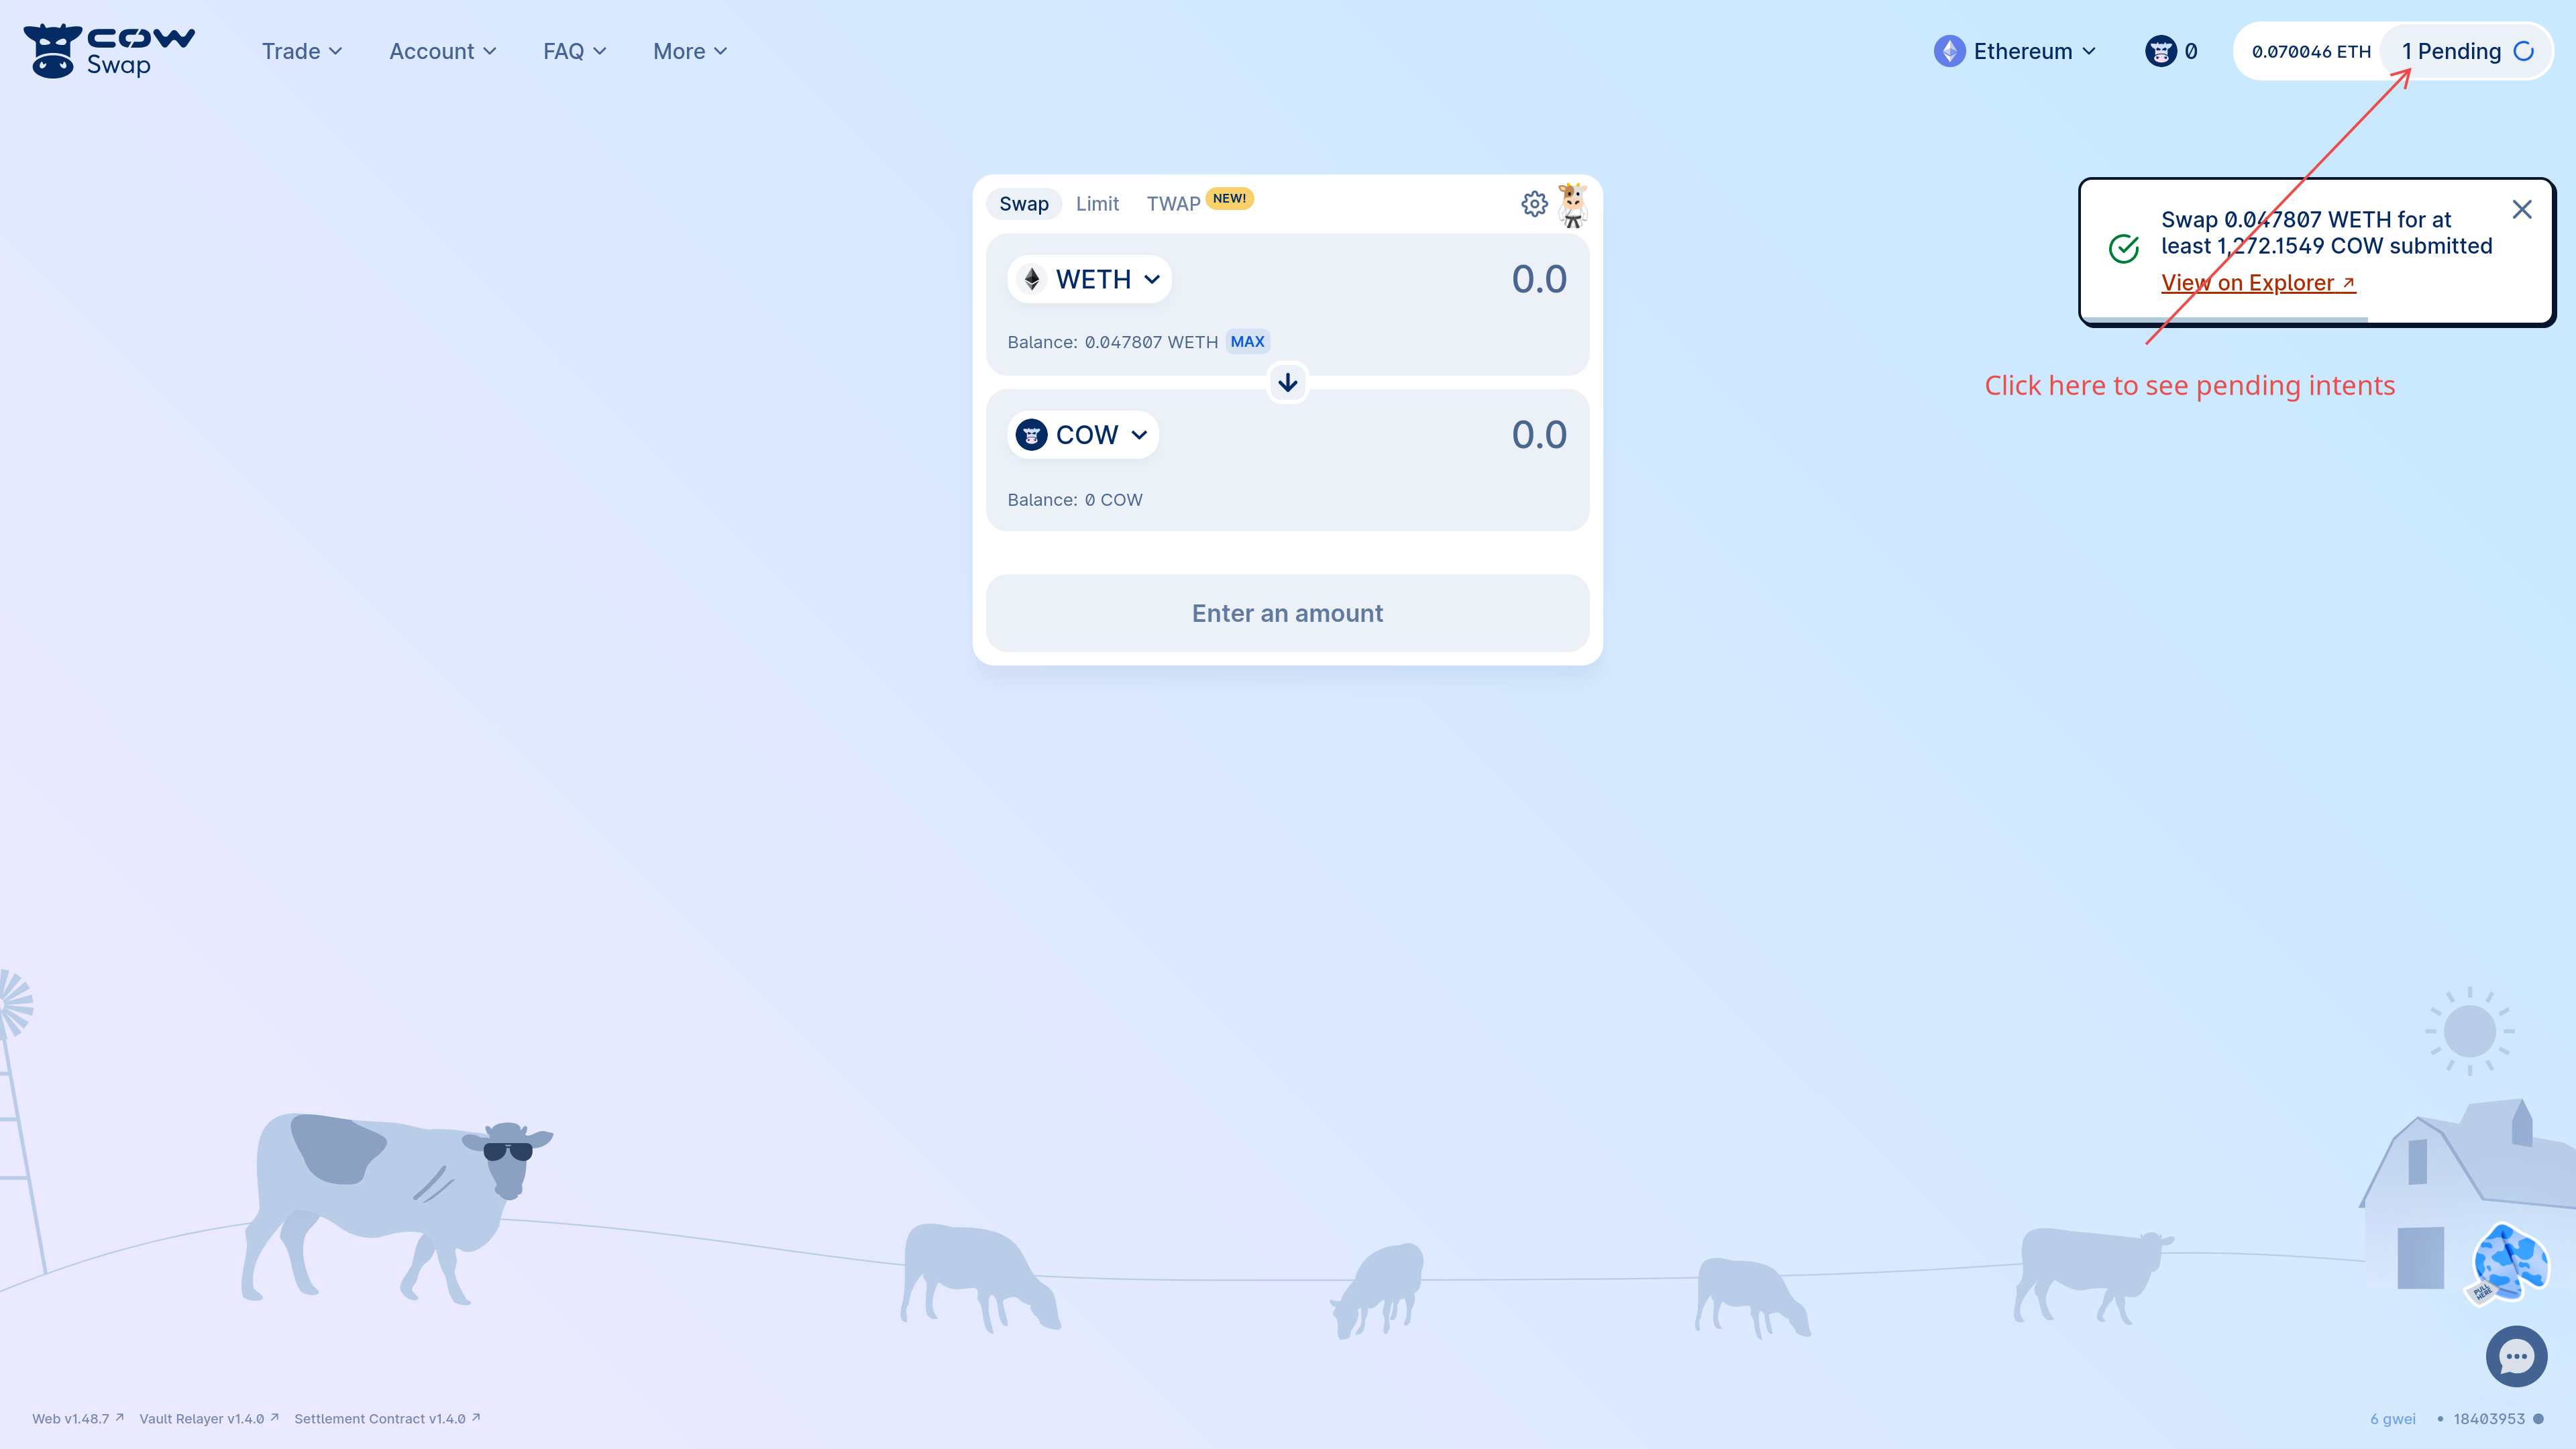 COW
Swap
Trade
Account
FAQ
More
Ethereum
0
0.070046 ETH
1 Pending
Swap
Limit
TWAP
NEW!
Swap 0.047807 WETH for at
least 1,272.1549 COW submitted
View on Explorer ↗
Click here to see pending intents
WETH
0.0
Balance: 0.047807 WETH
MAX
COW
0.0
Balance: 0 COW
Enter an amount
PULL
HERE
Web v1.48.7 ↗
Vault Relayer v1.4.0 ↗
Settlement Contract v1.4.0 ↗
6 gwei
• 18403953